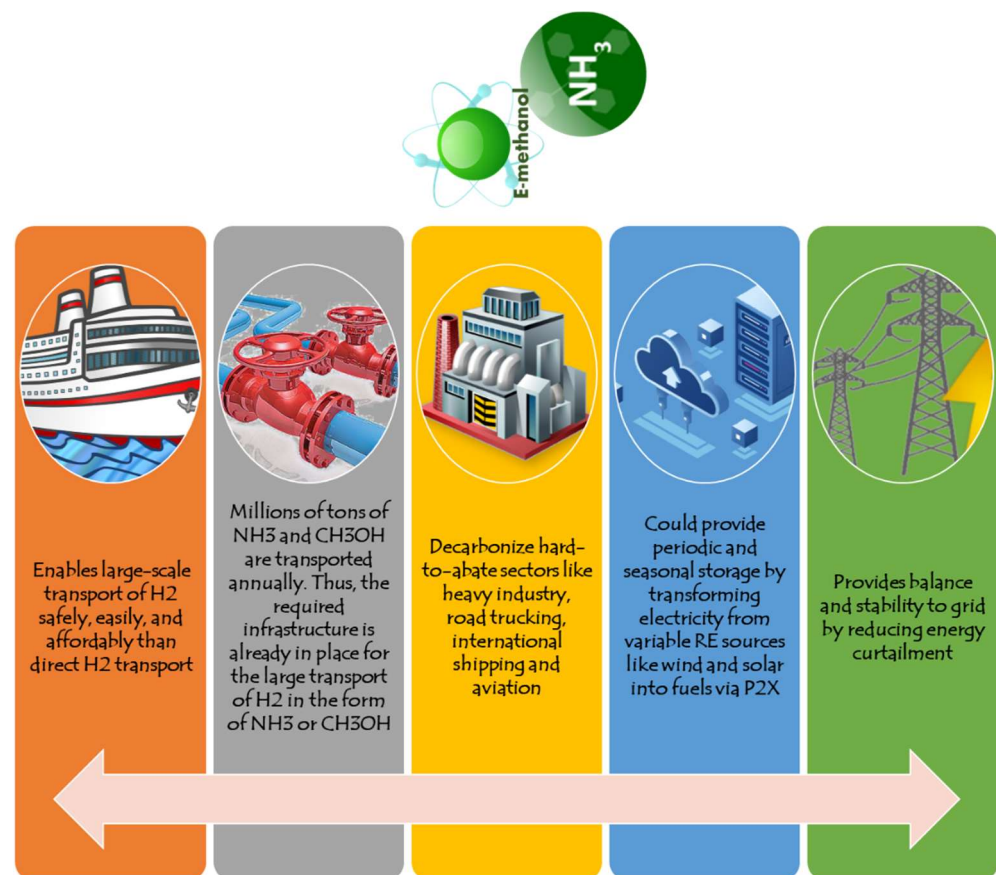 E-methanol
NH3
Enables large-scale
transport of H2
safely, easily, and
affordably than
direct H2 transport
Millions of tons of
NH3 and CH3OH
are transported
annually. Thus, the
required
infrastructure is
already in place for
the large transport
of H2 in the form
of NH3 or CH3OH
Decarbonize hard-
to-abate sectors like
heavy industry,
road trucking,
international
shipping and
aviation
Could provide
periodic and
seasonal storage by
transforming
electricity from
variable RE sources
like wind and solar
into fuels via P2X
Provides balance
and stability to grid
by reducing energy
curtailment